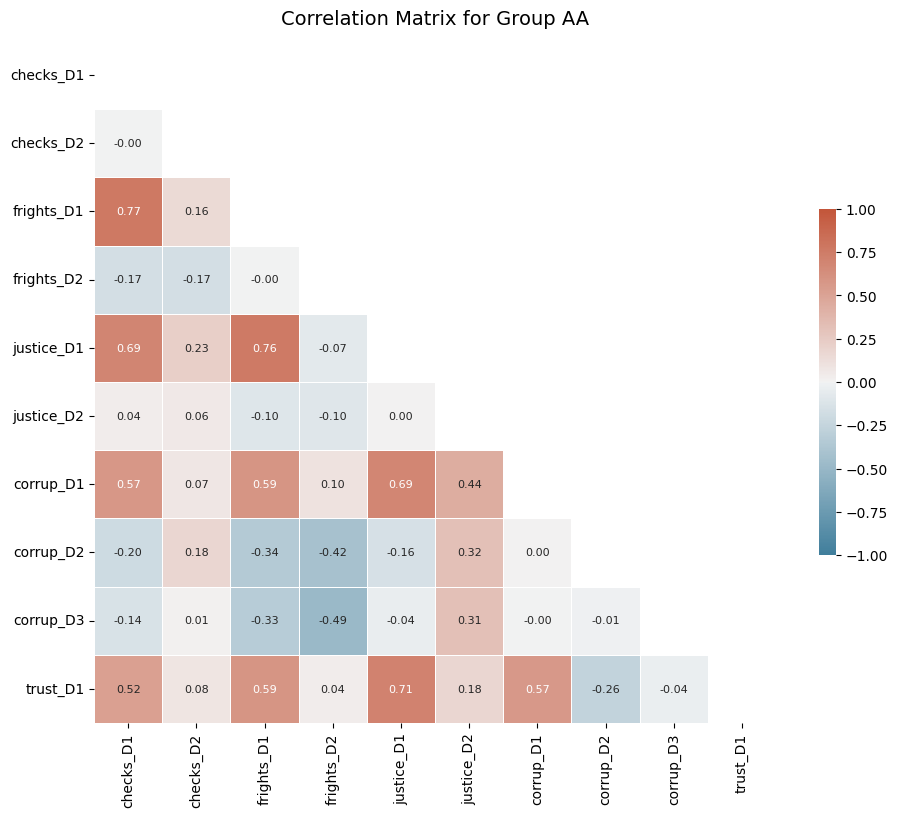 Correlation Matrix for Group AA
checks_D1
checks_D2 -0.00
frights_D1 0.77 0.16
frights_D2 -0.17 -0.17 -0.00
justice_D1 0.69 0.23 0.76 -0.07
justice_D2 0.04 0.06 -0.10 -0.10 0.00
corrup_D1 0.57 0.07 0.59 0.10 0.69 0.44
corrup_D2 -0.20 0.18 -0.34 -0.42 -0.16 0.32 0.00
corrup_D3 -0.14 0.01 -0.33 -0.49 -0.04 0.31 -0.00 -0.01
trust_D1 0.52 0.08 0.59 0.04 0.71 0.18 0.57 -0.26 -0.04
checks_D1 checks_D2 frights_D1 frights_D2 justice_D1 justice_D2 corrup_D1 corrup_D2 corrup_D3 trust_D1
1.00
0.75
0.50
0.25
0.00
−0.25
−0.50
−0.75
−1.00